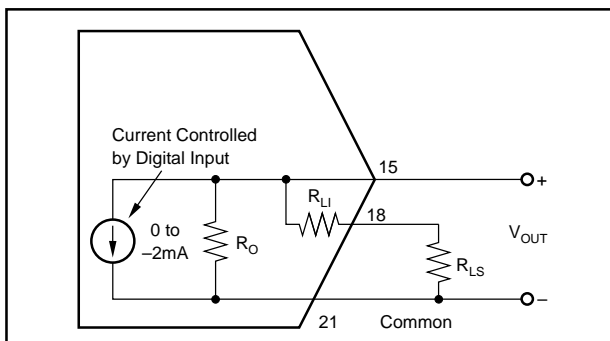 Current Controlled
by Digital Input
15
R_LI
18
0 to
–2mA
R_O
V_OUT
R_LS
+
–
21
Common